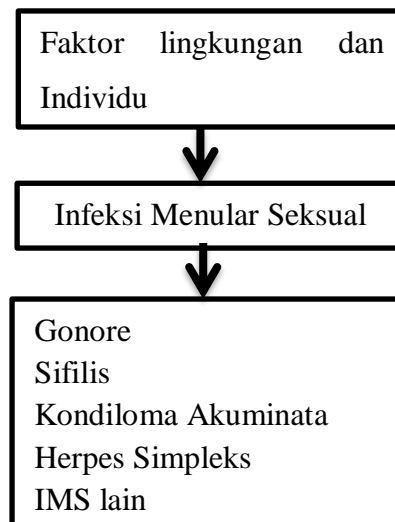 Faktor lingkungan dan
Individu
Infeksi Menular Seksual
Gonore
Sifilis
Kondiloma Akuminata
Herpes Simpleks
IMS lain